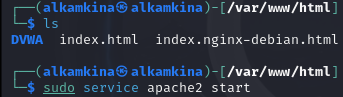 ┌──(alkamkina㉿alkamkina)-[/var/www/html]
└─$ ls
DVWA  index.html  index.nginx-debian.html
┌──(alkamkina㉿alkamkina)-[/var/www/html]
└─$ sudo service apache2 start